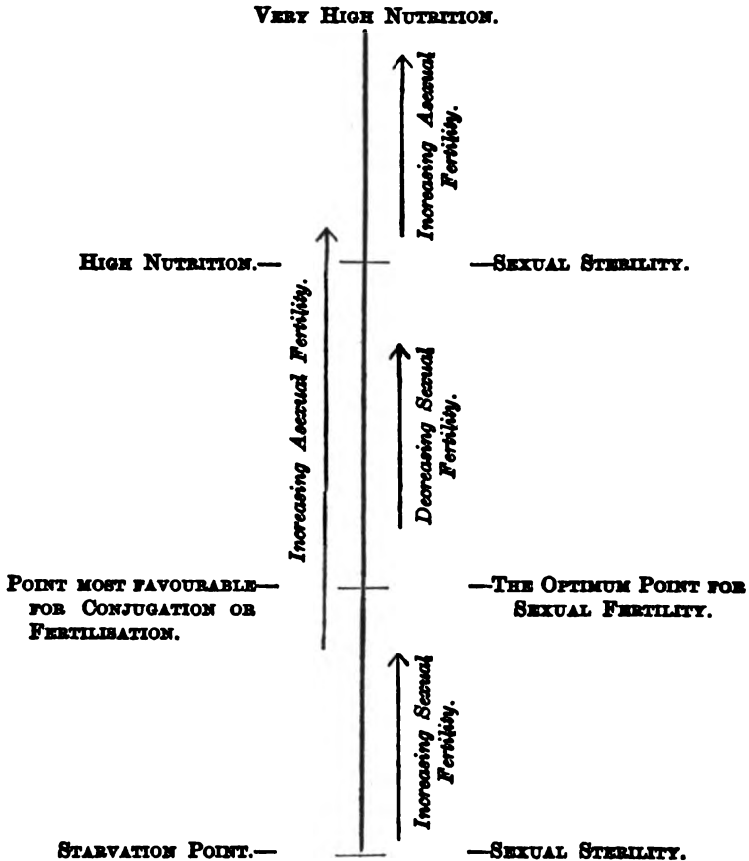 VERY HIGH NUTRITION.
Increasing Asexual
Fertility.
HIGH NUTRITION.—
—SEXUAL STERILITY.
Increasing Asexual Fertility.
Decreasing Sexual
Fertility.
POINT MOST FAVOURABLE—
FOR CONJUGATION OR
FERTILISATION.
—THE OPTIMUM POINT FOR
SEXUAL FERTILITY.
Increasing Sexual
Fertility.
STARVATION POINT.—
—SEXUAL STERILITY.